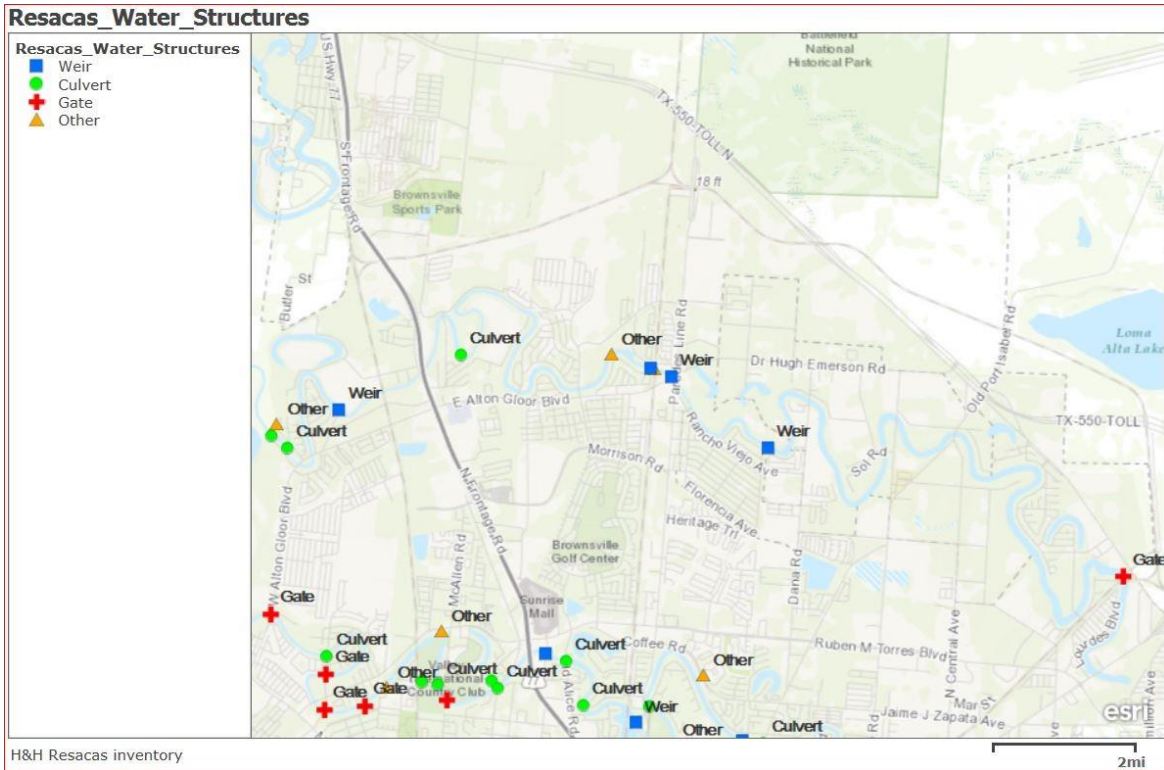 Resacas_Water_Structures
Resacas_Water_Structures
Weir
Culvert
Gate
Other
National
Historical Park
US Hwy 77
TX-550-TOLL N
S Frontage Rd
18 ft
Brownsville
Sports Park
Butler St
Paredes Line Rd
Old Port Isabel Rd
Loma
Alta Lake
Culvert
Other
Weir
Dr Hugh Emerson Rd
E Alton Gloor Blvd
Weir
Other
Culvert
TX-550-TOLL
Weir
Rancho Viejo Ave
Sol Rd
Morrison Rd
N Frontage Rd
Florencia Ave
Heritage Trl
W Alton Gloor Blvd
Brownsville
Golf Center
McAllen Rd
Dana Rd
Gate
Gate
Sunrise
Mall
Other
Coffee Rd
Ruben M Torres Blvd
N Central Ave
Lourdes Blvd
Culvert
Gate
Culvert
Other
Other
Culvert
Culvert
Country Club
Gate
Gate
Culvert
Mar St
Weir
Jaime J Zapata Ave
Other
Culvert
Rd
esri
H&H Resacas inventory
2mi